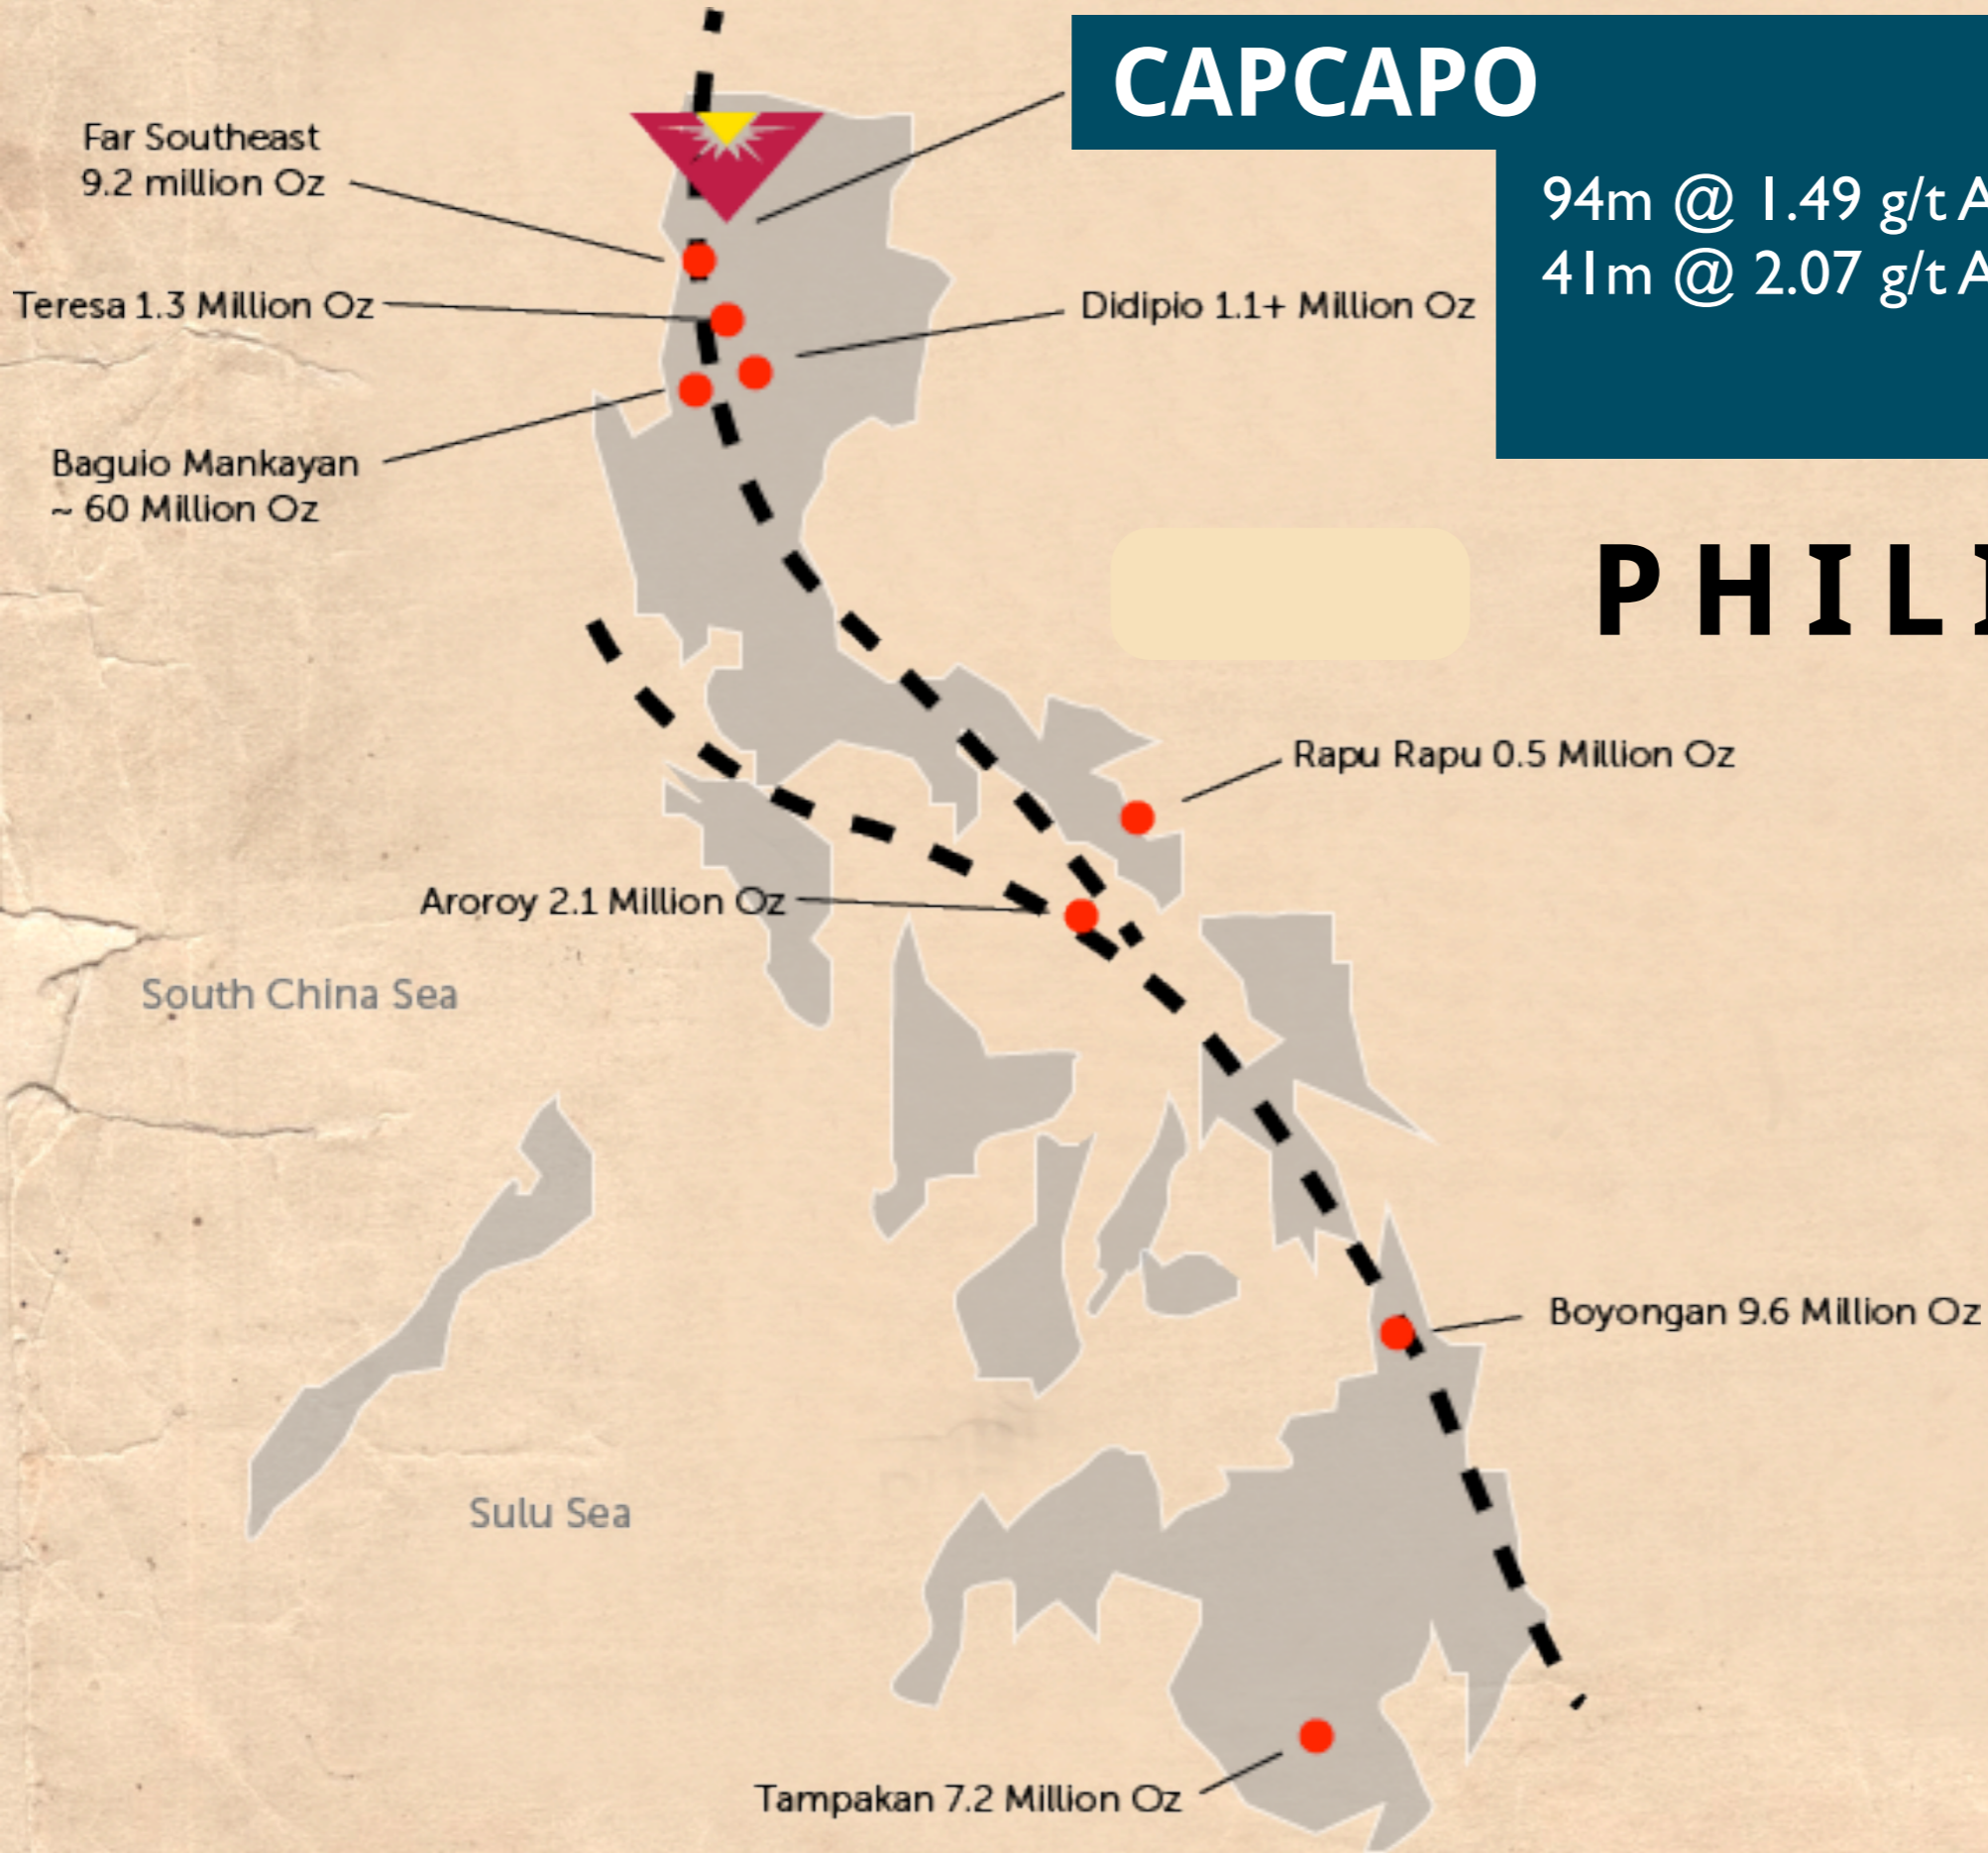 CAPCAPO
Far Southeast
9.2 million Oz
94m @ 1.49 g/t A
41m @ 2.07 g/t A
Teresa 1.3 Million Oz
Didipio 1.1+ Million Oz
Baguio Mankayan
~ 60 Million Oz
PHILI
Rapu Rapu 0.5 Million Oz
Aroroy 2.1 Million Oz
South China Sea
Boyongan 9.6 Million Oz
Sulu Sea
Tampakan 7.2 Million Oz